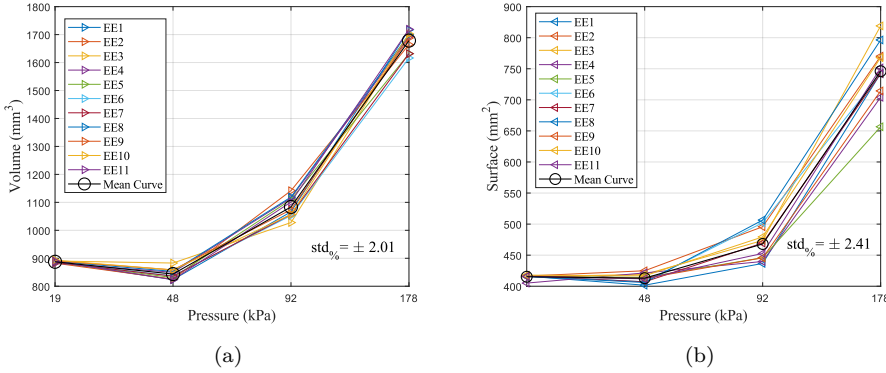 1800
1700
1600
1500
1400
1300
1200
1100
1000
900
800
Volume (mm³)
EE1
EE2
EE3
EE4
EE5
EE6
EE7
EE8
EE9
EE10
EE11
Mean Curve
std% = ± 2.01
19 48 92 178
Pressure (kPa)
(a)
900
850
800
750
700
650
600
550
500
450
400
Surface (mm²)
EE1
EE2
EE3
EE4
EE5
EE6
EE7
EE8
EE9
EE10
EE11
Mean Curve
std% = ± 2.41
48 92 178
Pressure (kPa)
(b)